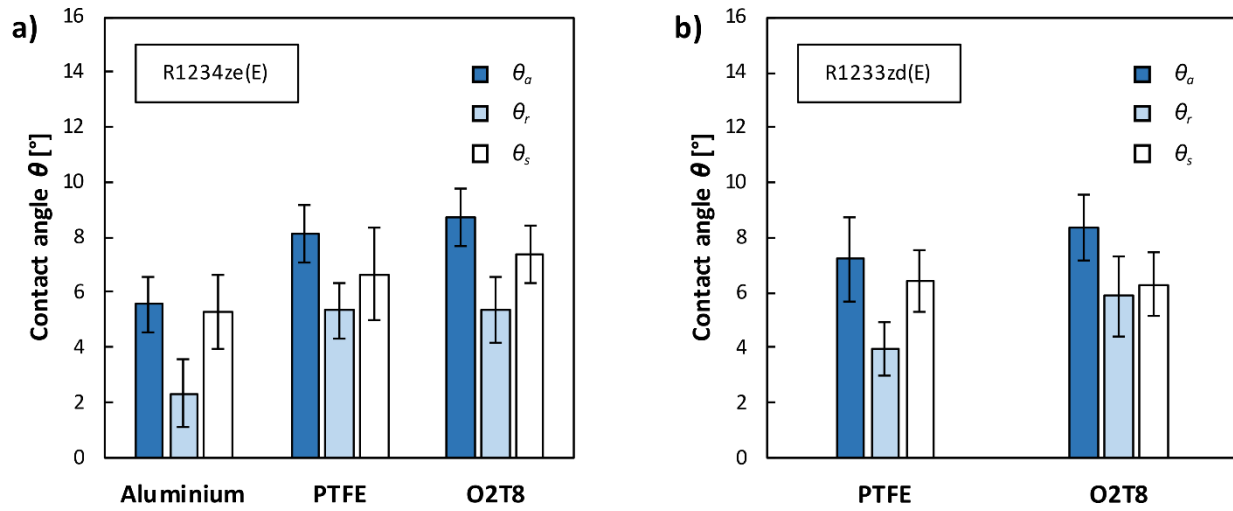 a)
Contact angle θ [°]
16
14
12
10
8
6
4
2
0
R1234ze(E)
θa
θr
θs
Aluminium PTFE O2T8
b)
Contact angle θ [°]
16
14
12
10
8
6
4
2
0
R1233zd(E)
θa
θr
θs
PTFE O2T8